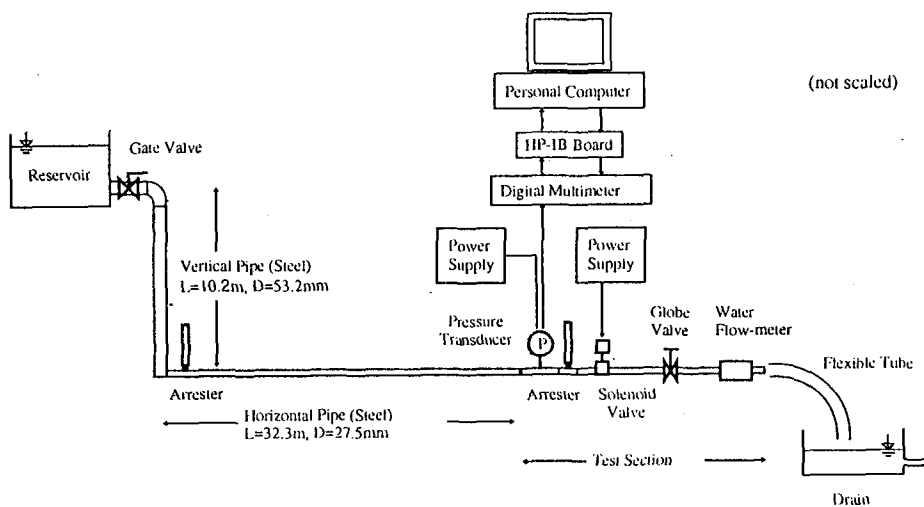 (not scaled)
Personal Computer
HP-IB Board
Digital Multimeter
Gate Valve
Reservoir
Power
Supply
Power
Supply
Vertical Pipe (Steel)
L=10.2m, D=53.2mm
Pressure
Transducer
P
Globe
Valve
Water
Flow-meter
Flexible Tube
Arrester
Arrester
Solenoid
Valve
Horizontal Pipe (Steel)
L=32.3m, D=27.5mm
Test Section
Drain